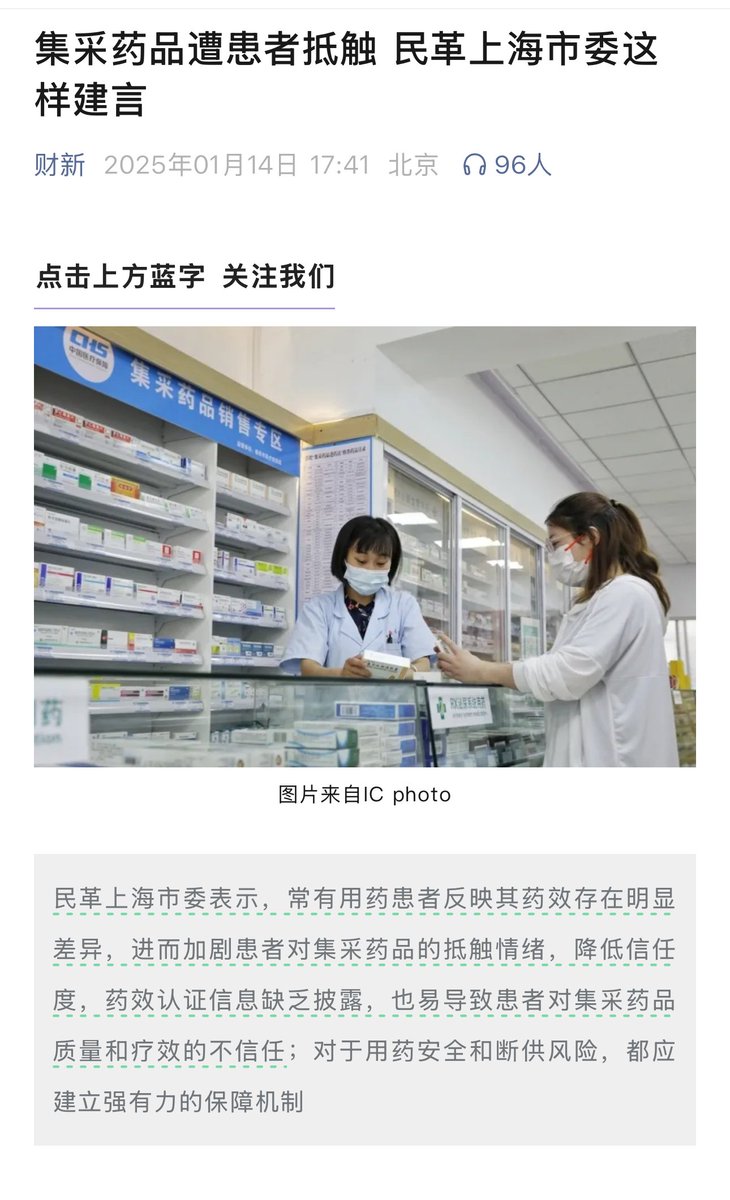 集采药品遭患者抵触 民革上海市委这
样建言
财新 2025年01月14日 17:41 北京 96人
点击上方蓝字 关注我们
CHS
中国医疗保障
集采药品销售专区
图片来自IC photo
民革上海市委表示，常有用药患者反映其药效存在明显
差异，进而加剧患者对集采药品的抵触情绪，降低信任
度，药效认证信息缺乏披露，也易导致患者对集采药品
质量和疗效的不信任；对于用药安全和断供风险，都应
建立强有力的保障机制